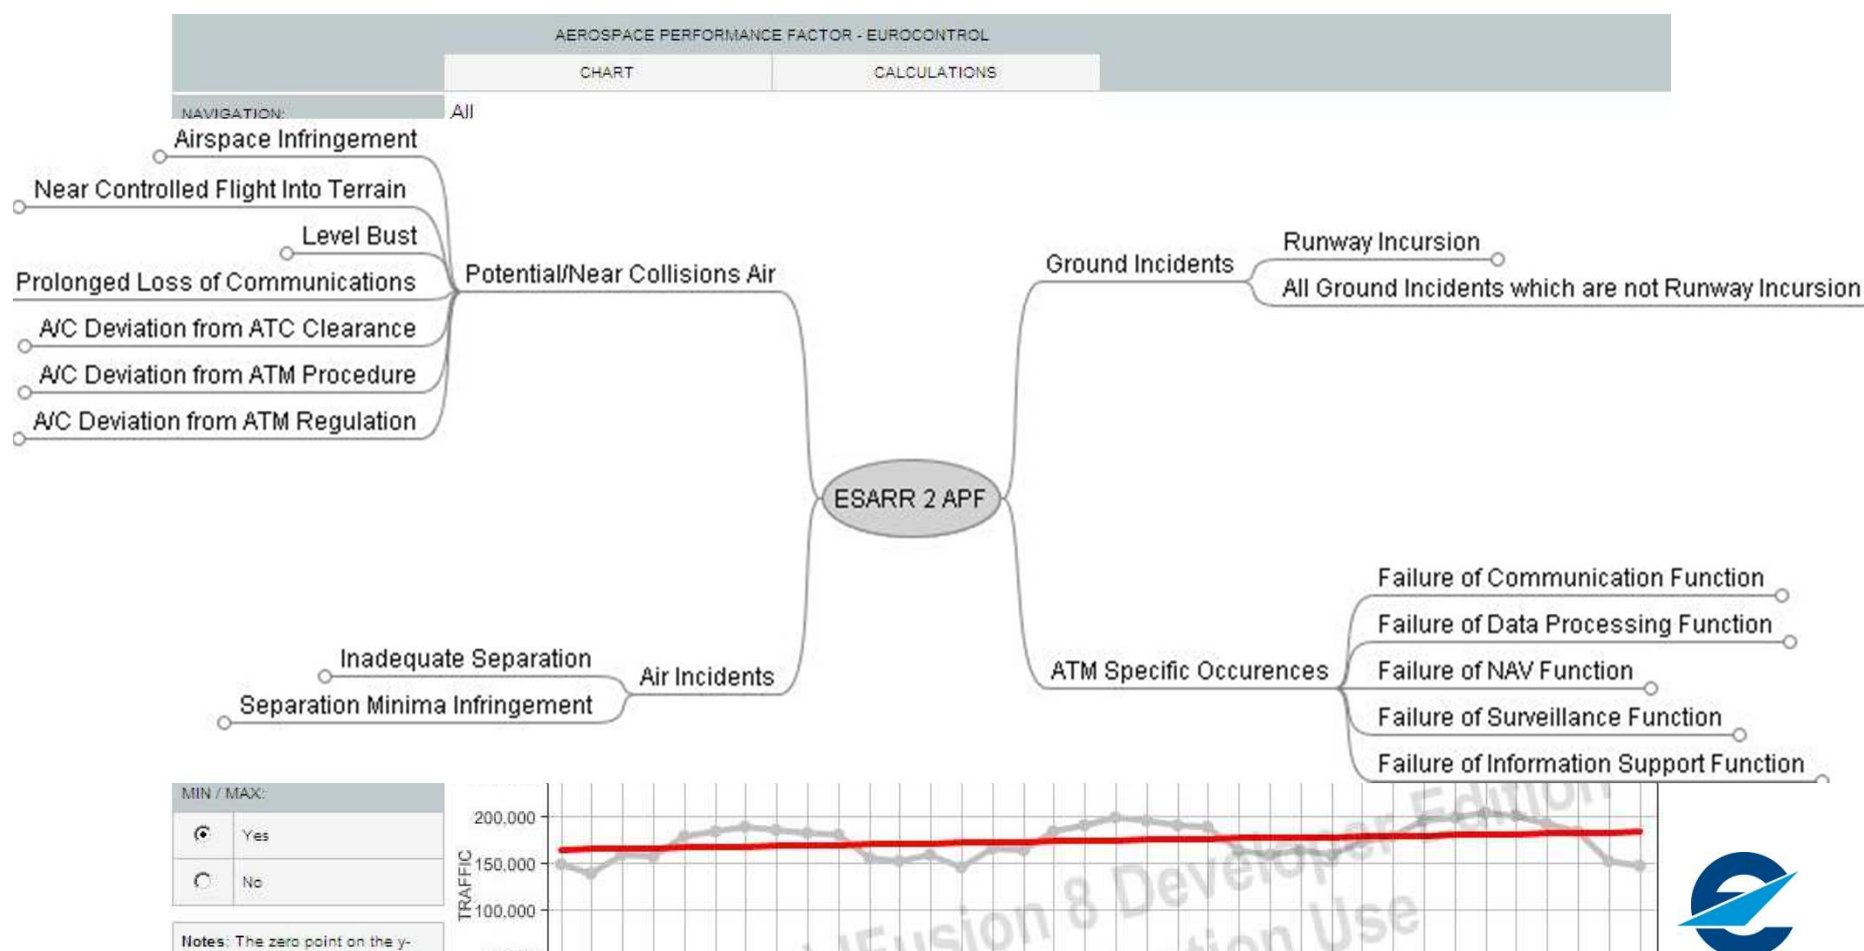 AEROSPACE PERFORMANCE FACTOR - EUROCONTROL
CHART
CALCULATIONS
NAVIGATION:
All
Airspace Infringement
Near Controlled Flight Into Terrain
Level Bust
Prolonged Loss of Communications
A/C Deviation from ATC Clearance
A/C Deviation from ATM Procedure
A/C Deviation from ATM Regulation
Potential/Near Collisions Air
Ground Incidents
Runway Incursion
All Ground Incidents which are not Runway Incursion
ESARR 2 APF
Inadequate Separation
Separation Minima Infringement
Air Incidents
ATM Specific Occurences
Failure of Communication Function
Failure of Data Processing Function
Failure of NAV Function
Failure of Surveillance Function
Failure of Information Support Function
MIN / MAX:
Yes
No
Notes: The zero point on the y-
TRAFFIC
200,000
150,000
100,000
Fusion 8 Developer Edition
Use